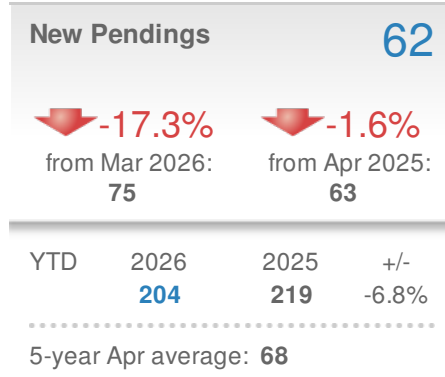 New Pendings 62
-17.3% -1.6%
from Mar 2026: from Apr 2025:
75 63
YTD 2026 2025 +/-
204 219 -6.8%
5-year Apr average: 68